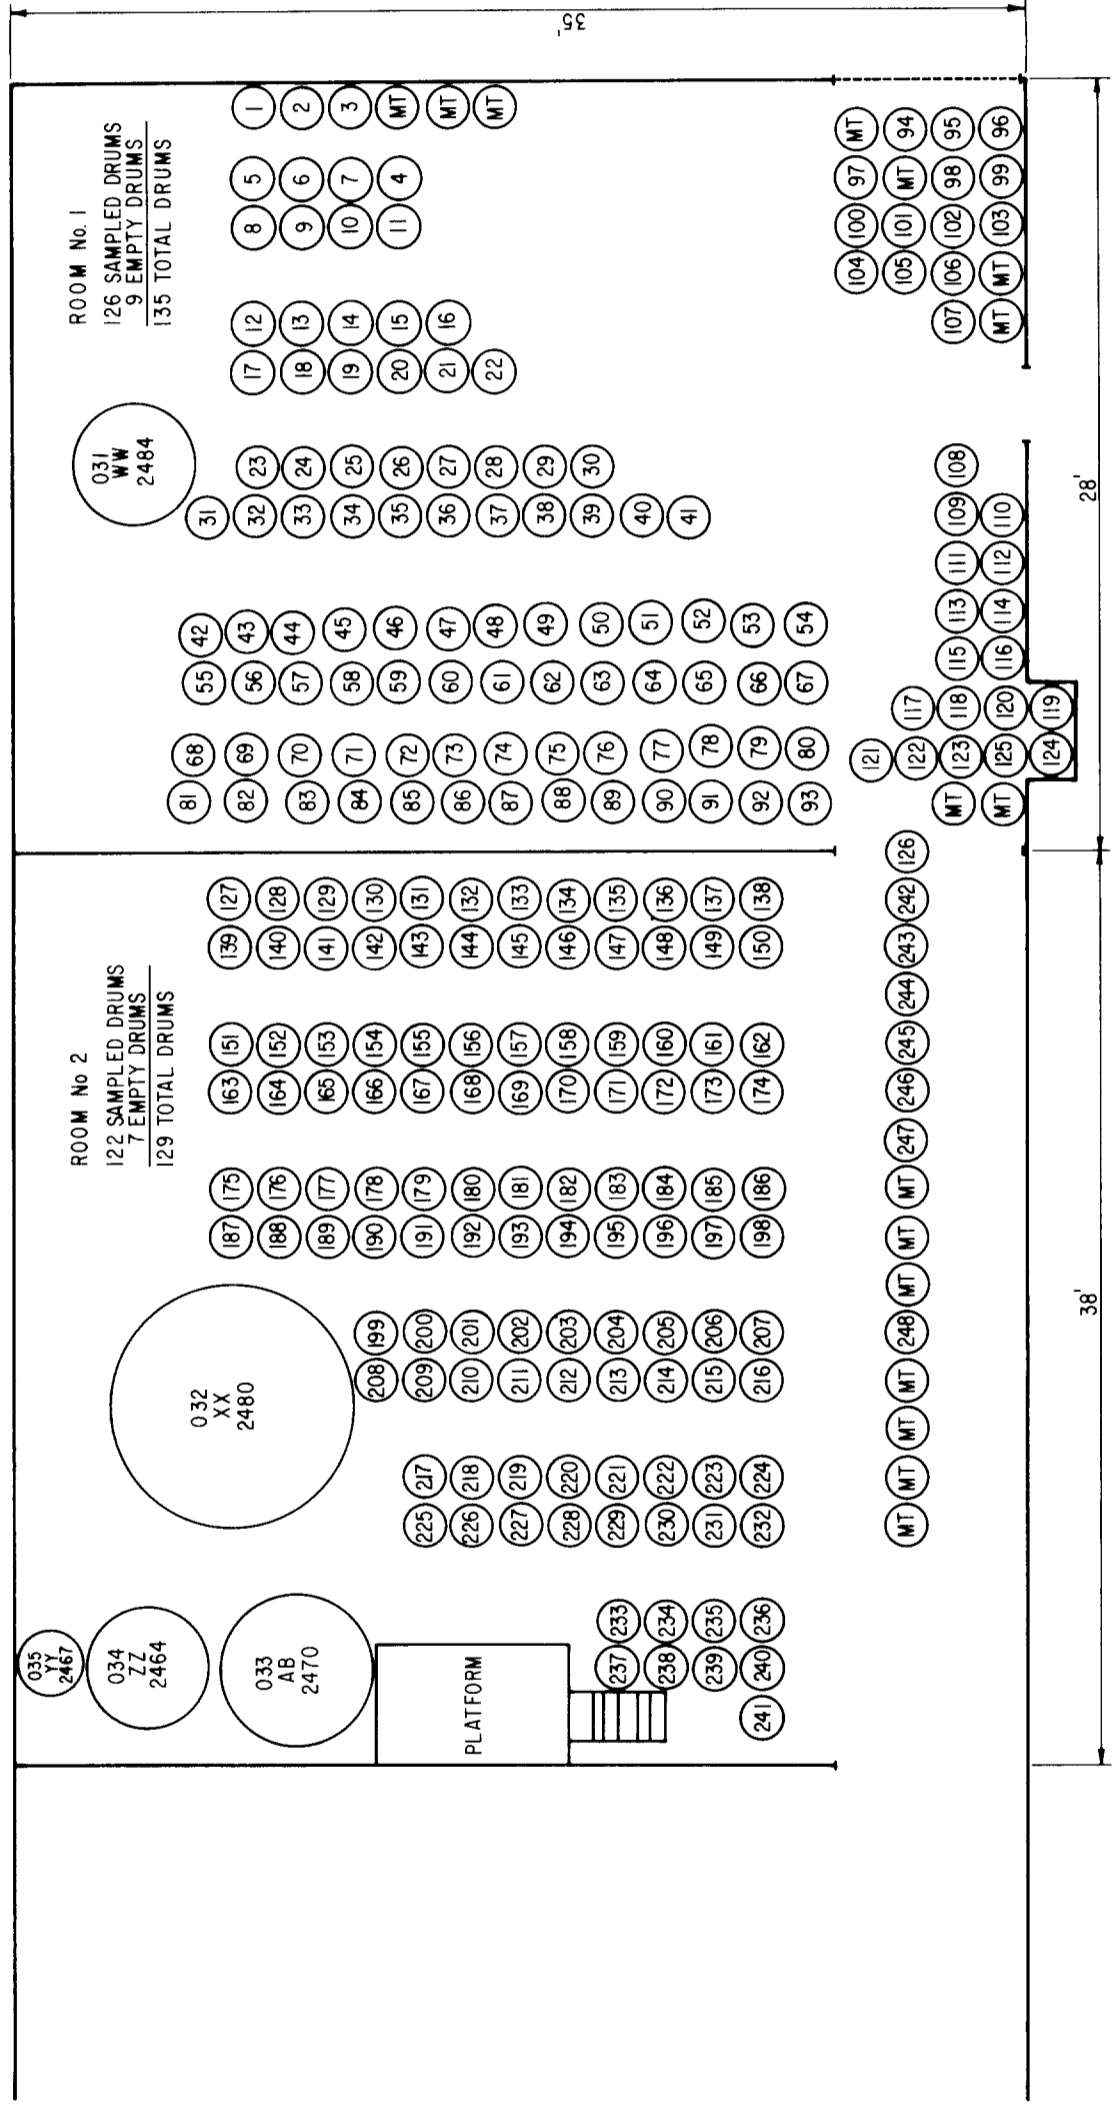 035
YY
2467
034
ZZ
2464
033
AB
2470
PLATFORM
032
XX
2480
ROOM No 2
122 SAMPLED DRUMS
7 EMPTY DRUMS
129 TOTAL DRUMS
187 175 163 151 139 127
188 176 164 152 140 128
189 177 165 153 141 129
208 199 190 178 166 154 142 130
225 217 209 200 191 179 167 155 143 131
226 218 210 201 192 180 168 156 144 132
227 219 211 202 193 181 169 157 145 133
228 220 212 203 194 182 170 158 146 134
237 233 229 221 213 204 195 183 171 159 147 135
238 234 230 222 214 205 196 184 172 160 148 136
239 235 231 223 215 206 197 185 173 161 149 137
241 240 236 232 224 216 207 198 186 174 162 150 138
MT MT MT MT 248 MT MT MT 247 246 245 244 243 242 126
ROOM No. 1
126 SAMPLED DRUMS
9 EMPTY DRUMS
135 TOTAL DRUMS
031
WW
2484
81 68 55 42 31
82 69 56 43 32 23 17 12 8 5 1
83 70 57 44 33 24 18 13 9 6 2
84 71 58 45 34 25 19 14 10 7 3
85 72 59 46 35 26 20 15 11 4 MT
86 73 60 47 36 27 21 16 MT
87 74 61 48 37 28 22 MT
88 75 62 49 38 29
89 76 63 50 39 30
90 77 64 51 40
91 78 65 52 41
92 79 66 53
93 80 67 54
121 104 100 97 MT
122 117 105 101 MT 94
MT 123 118 115 113 111 109 108 107 106 102 98 95
MT 125 120 116 114 112 110 MT MT 103 99 96
124 119
38'
28'
35'